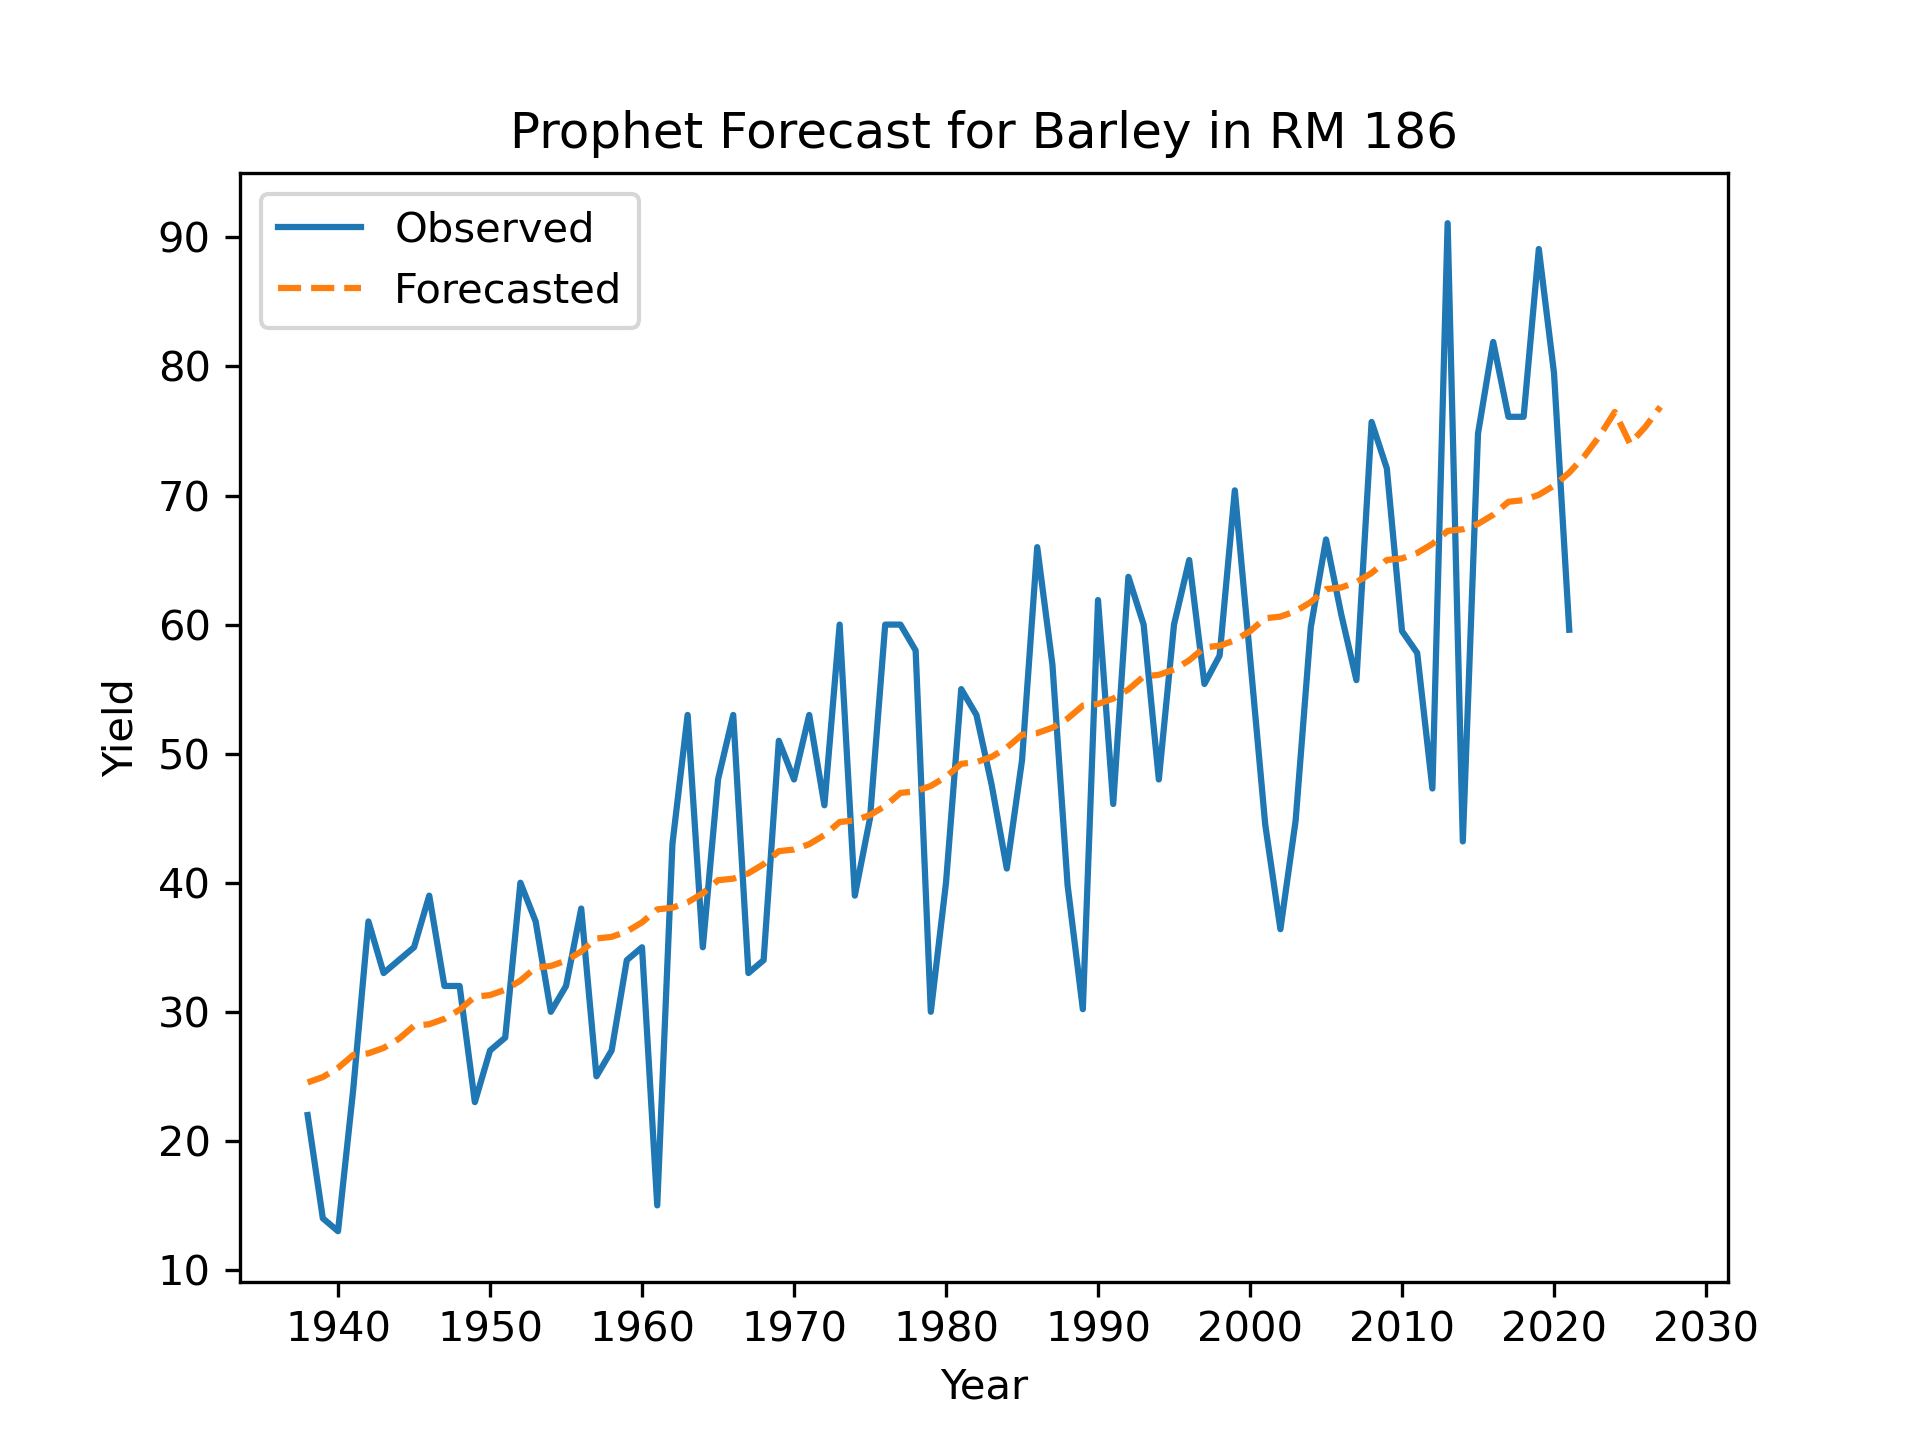 Prophet Forecast for Barley in RM 186
Observed
Forecasted
90
80
70
60
50
40
30
20
10
Yield
1940 1950 1960 1970 1980 1990 2000 2010 2020 2030
Year